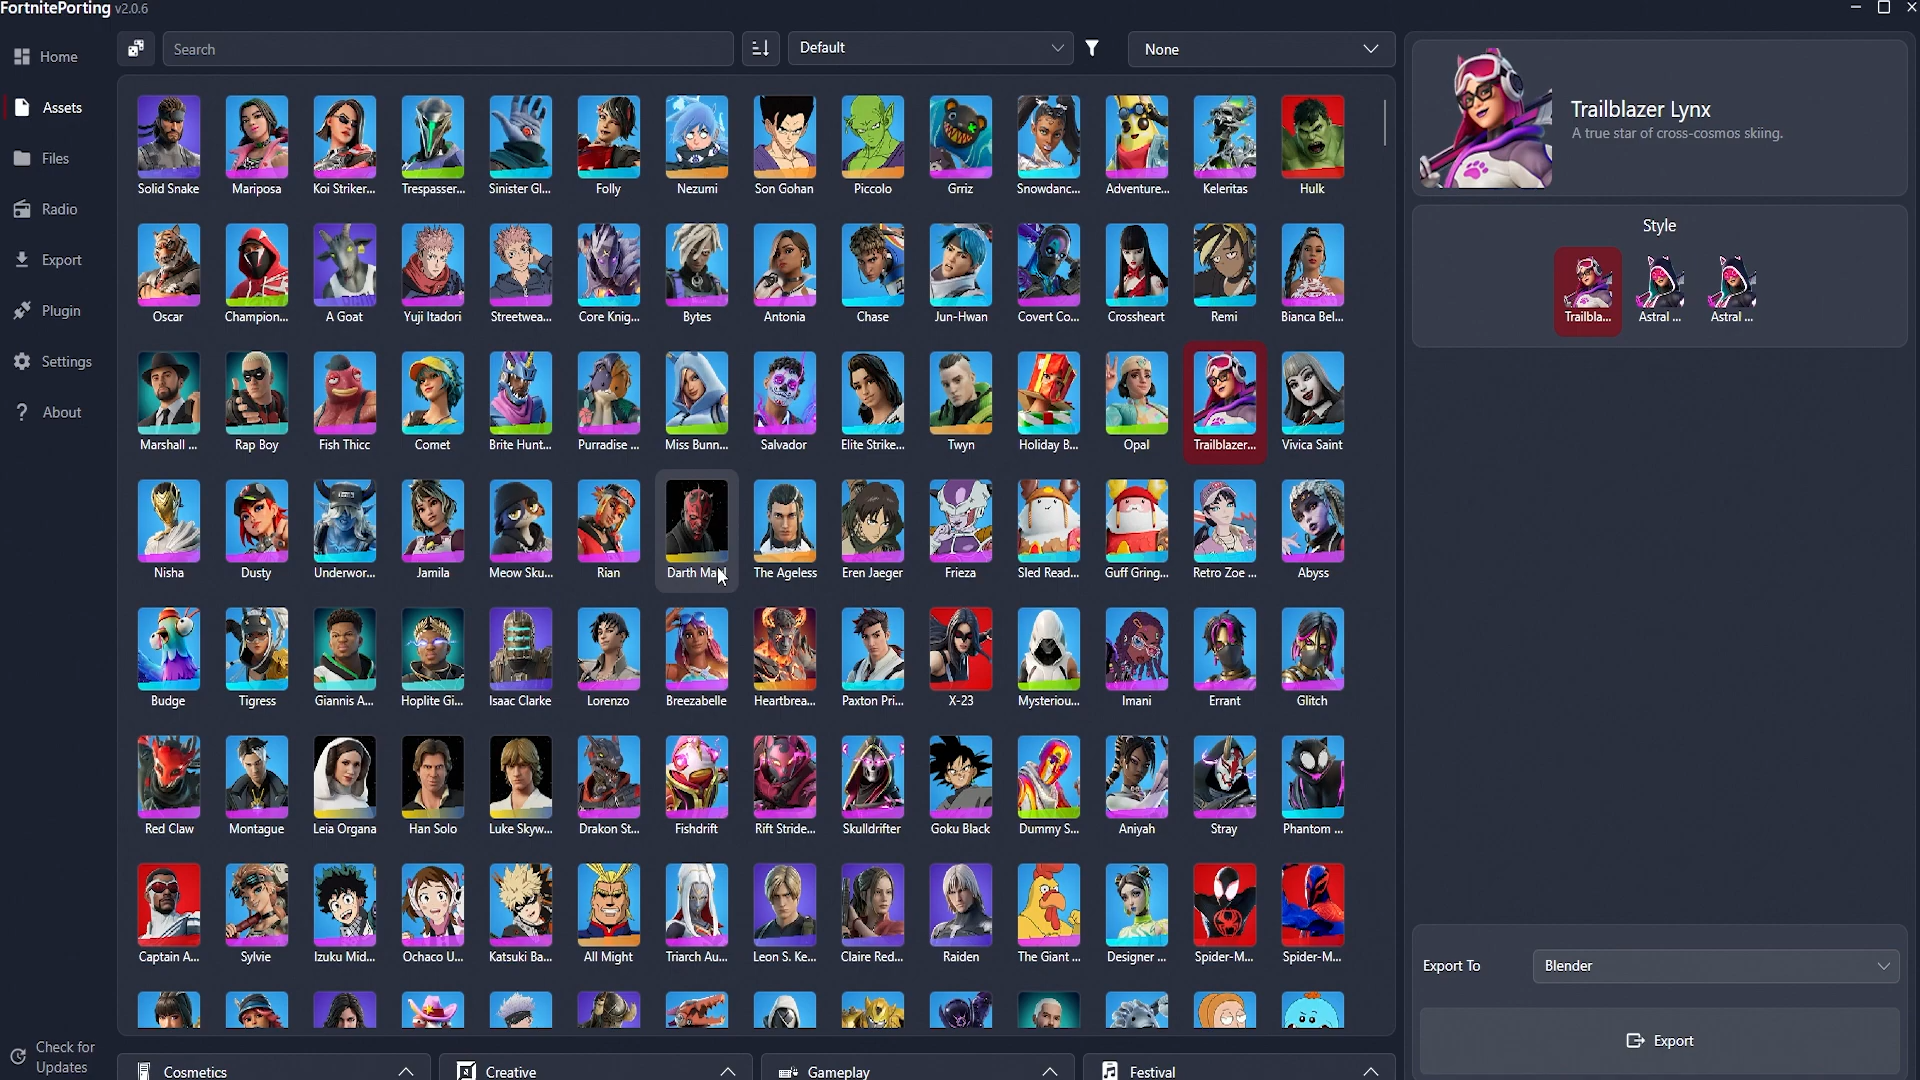 FortnitePorting v2.0.6
Home
Assets
Files
Radio
Export
Plugin
Settings
About
Check for
Updates
Search
Default
None
Solid Snake Mariposa Koi Striker... Trespasser... Sinister Gl... Folly Nezumi Son Gohan Piccolo Grriz Snowdanc... Adventure... Keleritas Hulk
Oscar Champion... A Goat Yuji Itadori Streetwea... Core Knig... Bytes Antonia Chase Jun-Hwan Covert Co... Crossheart Remi Bianca Bel...
Marshall ... Rap Boy Fish Thicc Comet Brite Hunt... Purradise ... Miss Bunn... Salvador Elite Strike... Twyn Holiday B... Opal Trailblazer... Vivica Saint
Nisha Dusty Underwor... Jamila Meow Sku... Rian Darth Maul The Ageless Eren Jaeger Frieza Sled Read... Guff Gring... Retro Zoe ... Abyss
Budge Tigress Giannis A... Hoplite Gi... Isaac Clarke Lorenzo Breezabelle Heartbrea... Paxton Pri... X-23 Mysteriou... Imani Errant Glitch
Red Claw Montague Leia Organa Han Solo Luke Skyw... Drakon St... Fishdrift Rift Stride... Skulldrifter Goku Black Dummy S... Aniyah Stray Phantom ...
Captain A... Sylvie Izuku Mid... Ochaco U... Katsuki Ba... All Might Triarch Au... Leon S. Ke... Claire Red... Raiden The Giant ... Designer ... Spider-M... Spider-M...
Cosmetics
Creative
Gameplay
Festival
Trailblazer Lynx
A true star of cross-cosmos skiing.
Style
Trailbla... Astral ... Astral ...
Export To
Blender
Export